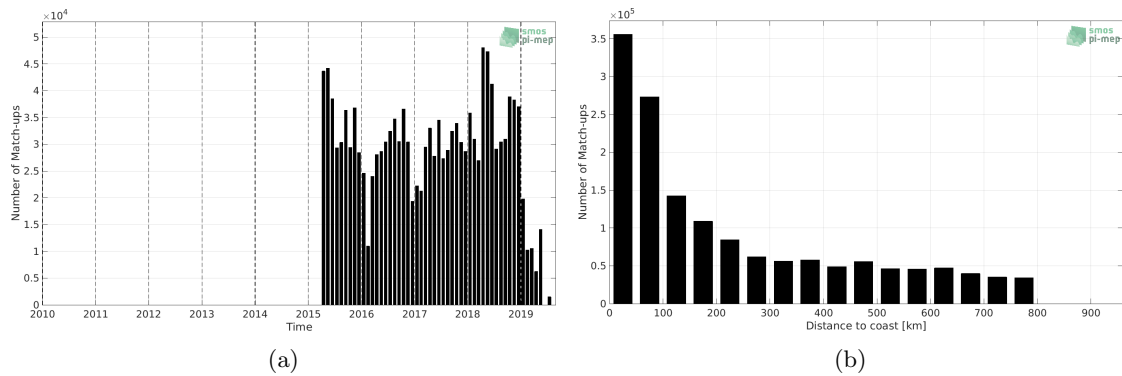 ×10⁴
smos
pi-mep
5
4.5
4
3.5
3
2.5
2
1.5
1
0.5
0
Number of Match-ups
2010 2011 2012 2013 2014 2015 2016 2017 2018 2019
Time
(a)
×10⁵
smos
pi-mep
3.5
3
2.5
2
1.5
1
0.5
0
Number of Match-ups
0 100 200 300 400 500 600 700 800 900
Distance to coast [km]
(b)